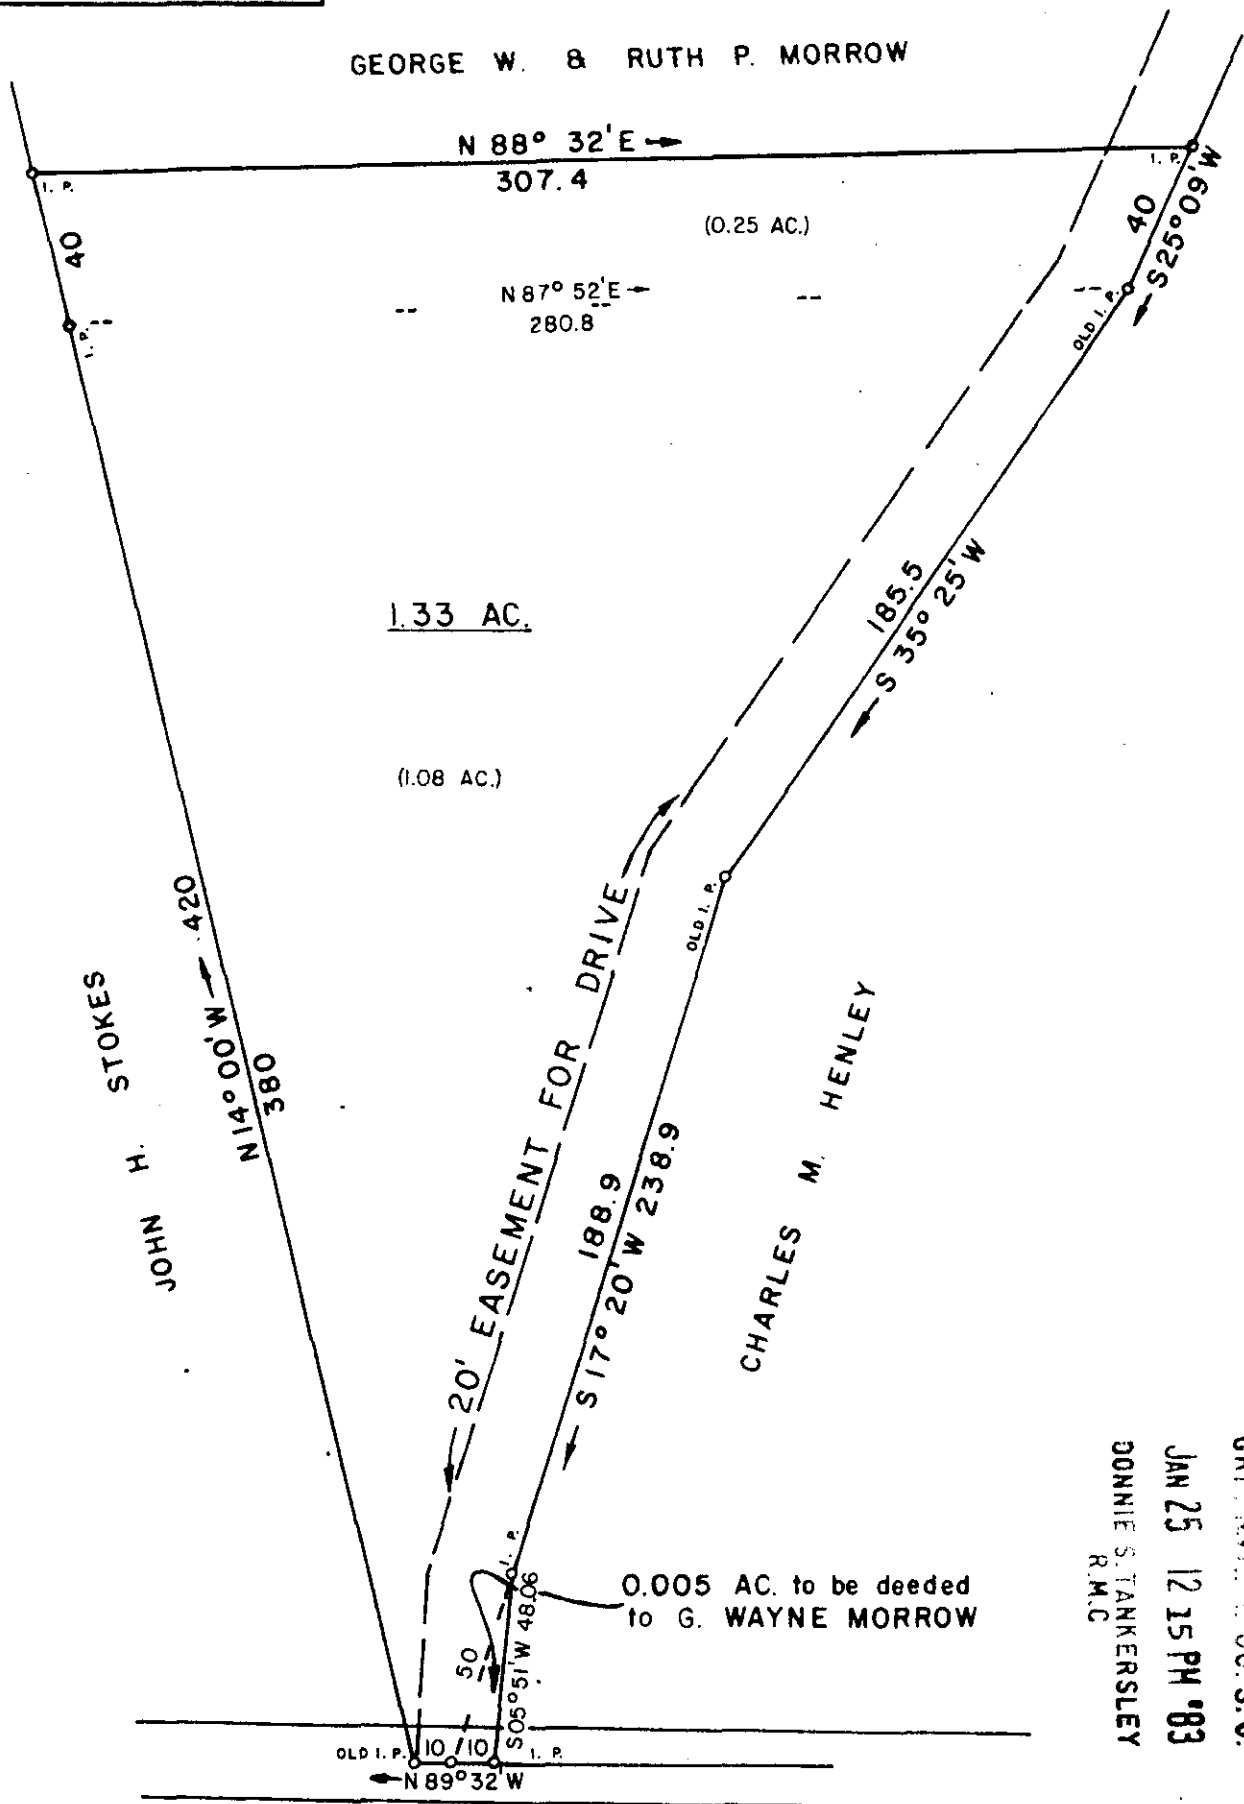 GEORGE W. & RUTH P. MORROW
N 88° 32' E
307.4
I. P.
I. P.
40
40
S 25° 09' W
(0.25 AC.)
N 87° 52' E
280.8
I. P.
OLD I. P.
185.5
S 35° 25' W
1.33 AC.
(1.08 AC.)
OLD I. P.
420
N 14° 00' W
380
JOHN H. STOKES
20' EASEMENT FOR DRIVE
188.9
S 17° 20' W 238.9
CHARLES M. HENLEY
I. P.
0.005 AC. to be deeded
to G. WAYNE MORROW
50
S 05° 51' W 48.06
OLD I. P.
10
10
I. P.
N 89° 32' W
JAN 25 12 15 PM '83
DONNIE S. TANKERSLEY
R.M.C